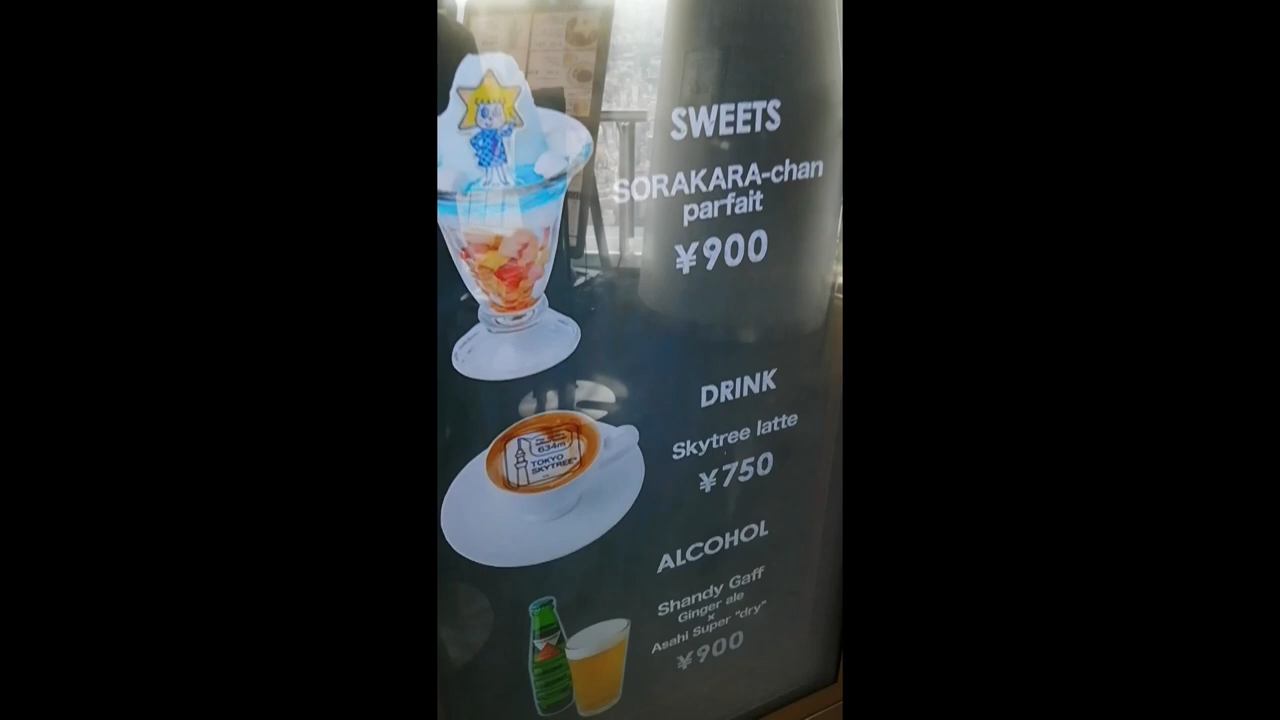 SWEETS
SORAKARA-chan
parfait
¥900
DRINK
Skytree latte
¥750
634m
TOKYO
SKYTREE
ALCOHOL
Shandy Gaff
Ginger ale
×
Asahi Super "dry"
¥900